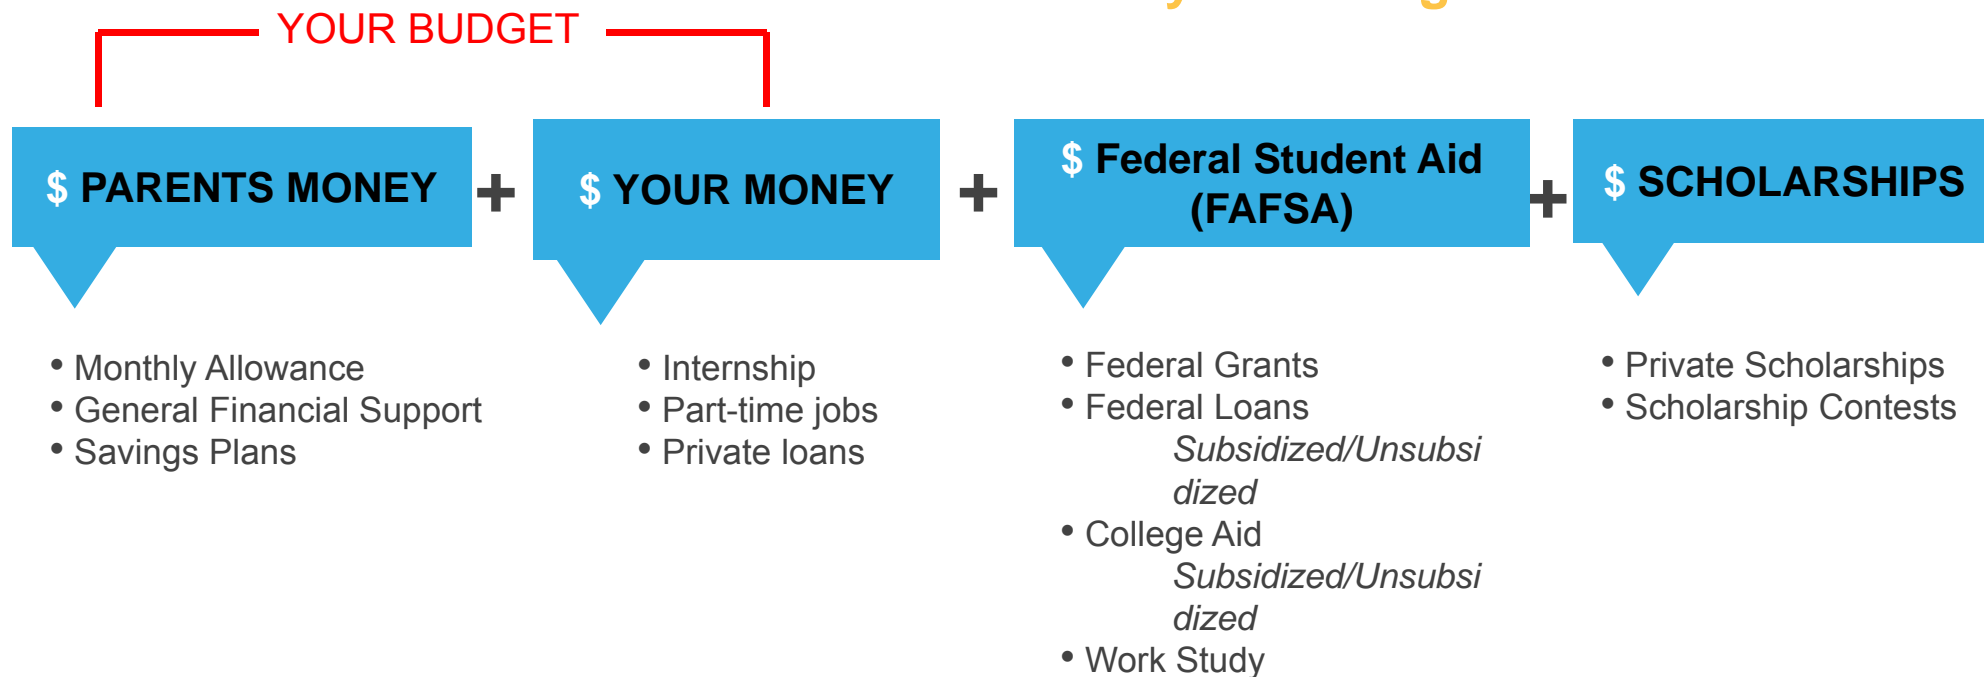 YOUR BUDGET
$ PARENTS MONEY
+
$ YOUR MONEY
+
$ Federal Student Aid
(FAFSA)
+
$ SCHOLARSHIPS
• Monthly Allowance
• General Financial Support
• Savings Plans
• Internship
• Part-time jobs
• Private loans
• Federal Grants
• Federal Loans
Subsidized/Unsubsi
dized
• College Aid
Subsidized/Unsubsi
dized
• Work Study
• Private Scholarships
• Scholarship Contests